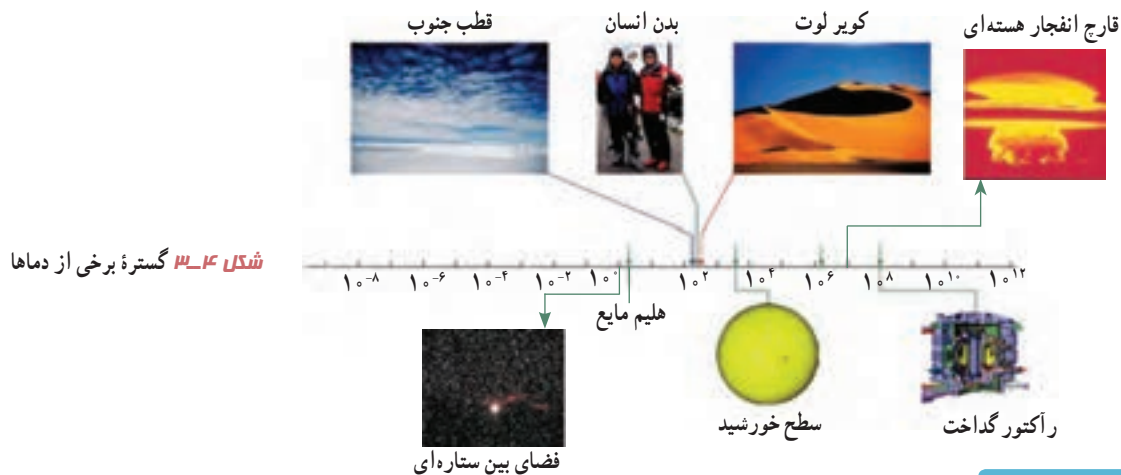 قطب جنوب
بدن انسان
کویر لوت
قارچ انفجار هسته‌ای
شکل ۴–۳ گسترهٔ برخی از دماها
۱۰⁻⁸ ۱۰⁻⁶ ۱۰⁻⁴ ۱۰⁻² ۱۰⁰ ۱۰² ۱۰⁴ ۱۰⁶ ۱۰⁸ ۱۰¹⁰ ۱۰¹²
هلیم مایع
سطح خورشید
رآکتور گداخت
فضای بین ستاره‌ای